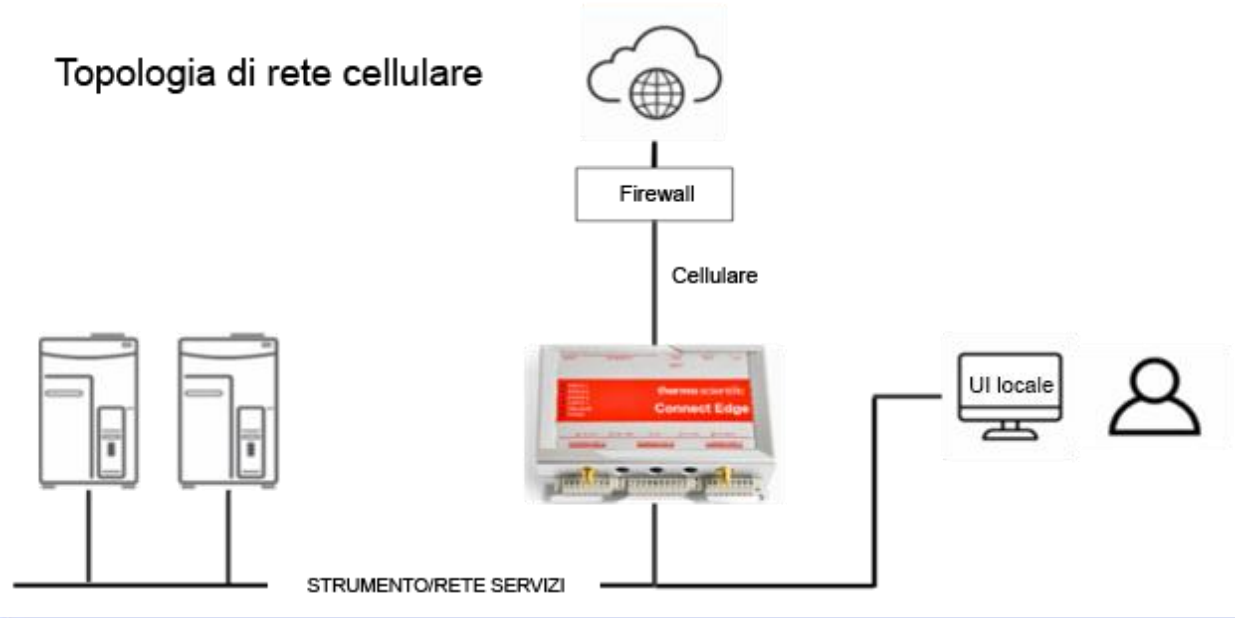 Topologia di rete cellulare
Firewall
Cellulare
thermo scientific
Connect Edge
UI locale
STRUMENTO/RETE SERVIZI